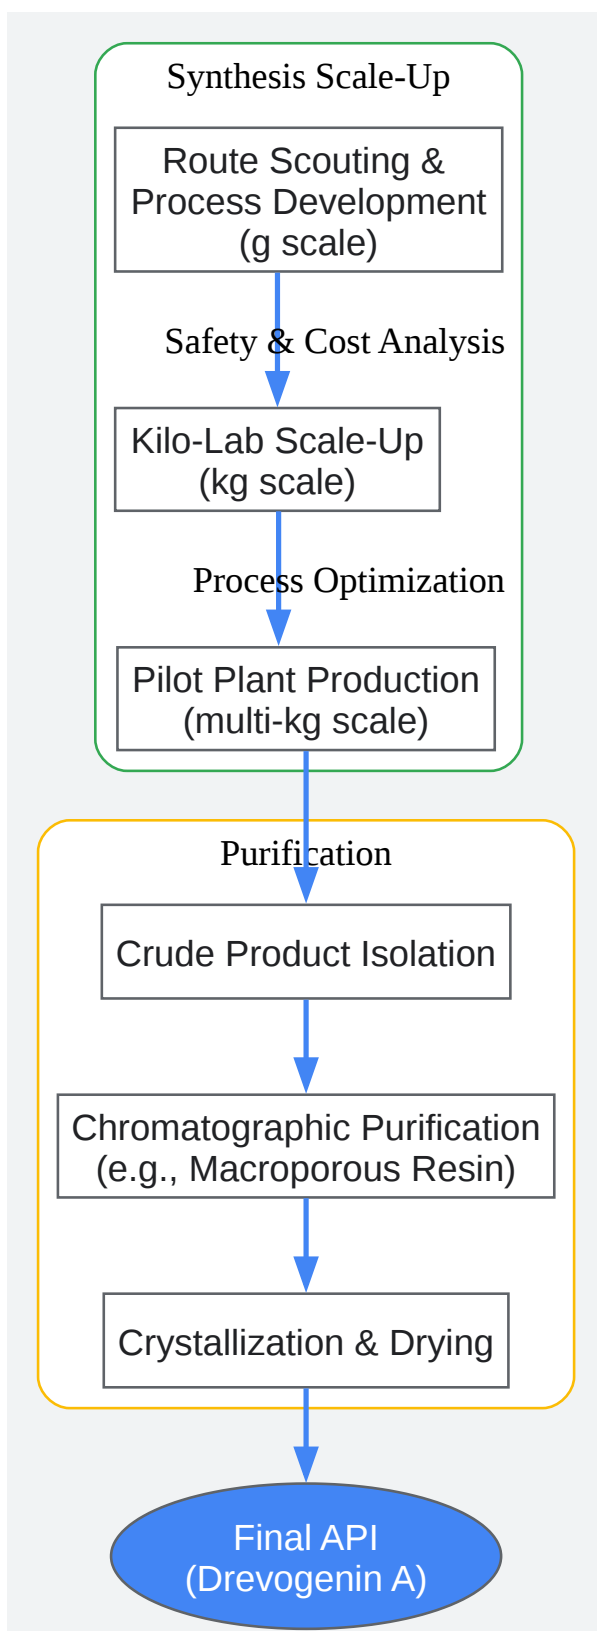 Synthesis Scale-Up
Route Scouting &
Process Development
(g scale)
Safety & Cost Analysis
Kilo-Lab Scale-Up
(kg scale)
Process Optimization
Pilot Plant Production
(multi-kg scale)
Purification
Crude Product Isolation
Chromatographic Purification
(e.g., Macroporous Resin)
Crystallization & Drying
Final API
(Drevogenin A)